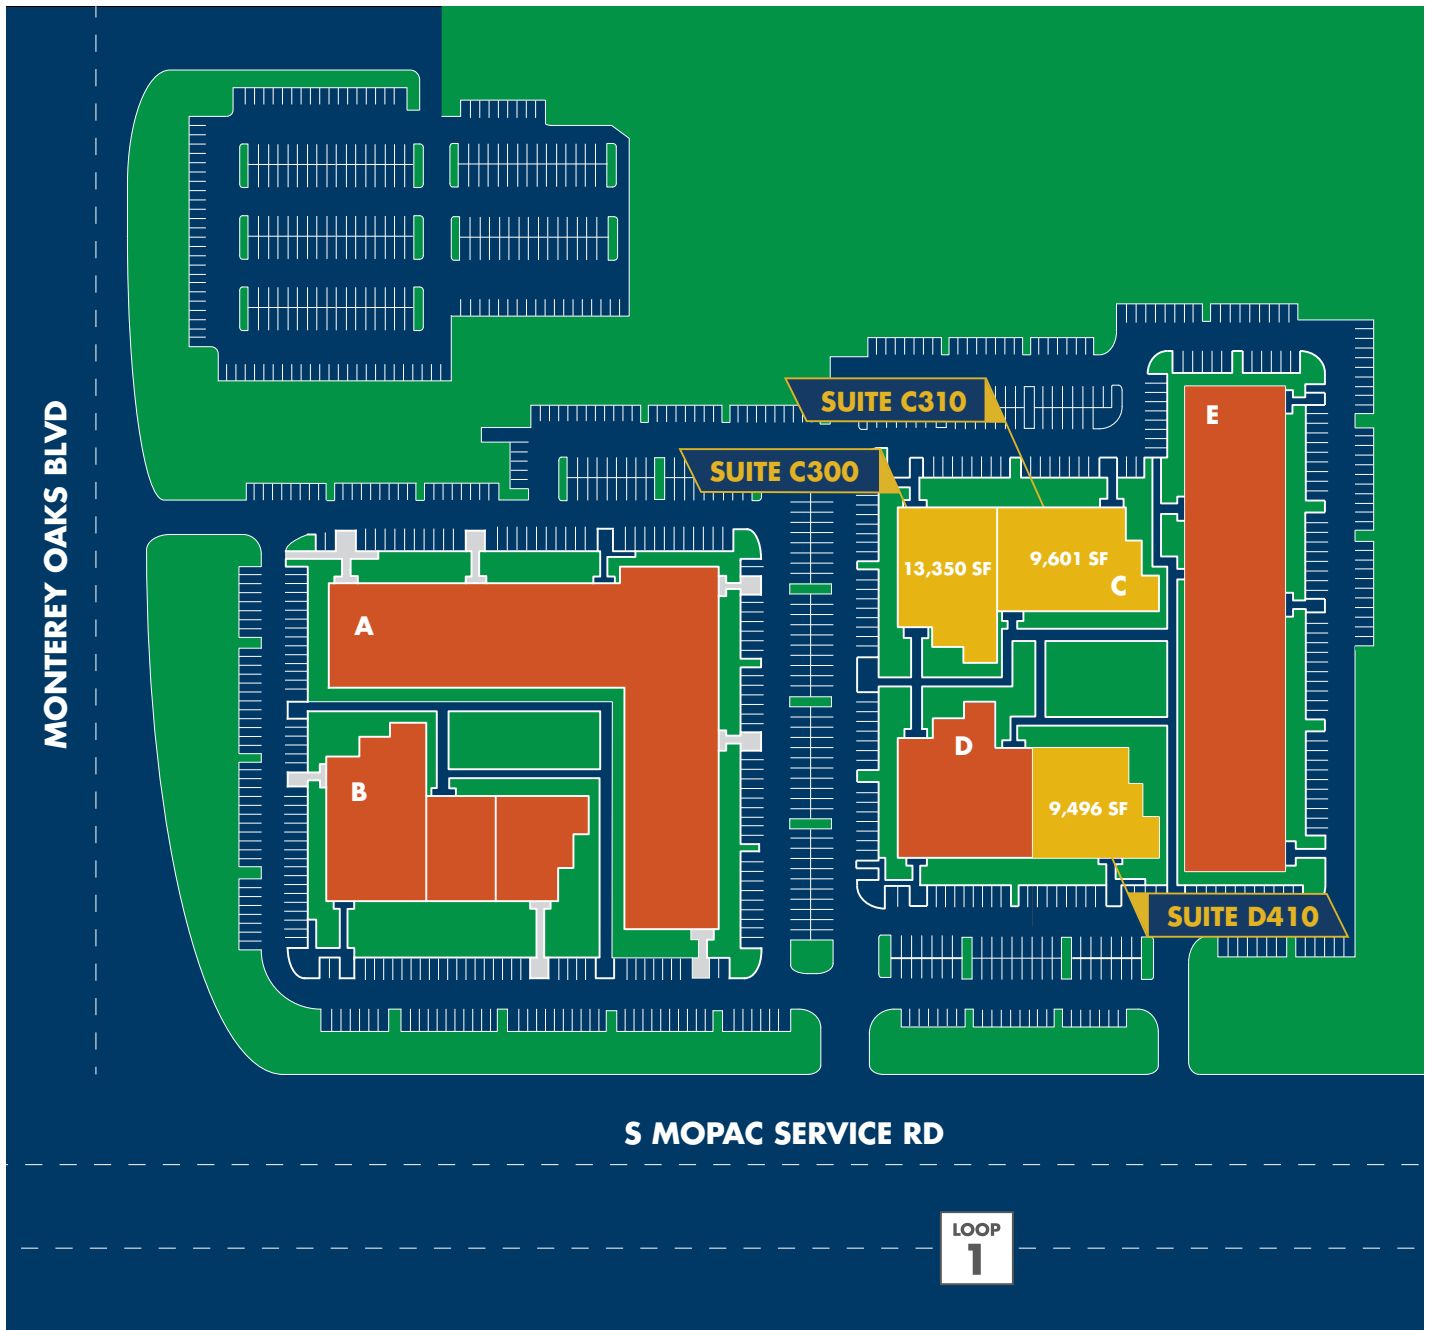 SUITE C310
E
SUITE C300
MONTEREY OAKS BLVD
13,350 SF
9,601 SF
C
A
D
B
9,496 SF
SUITE D410
S MOPAC SERVICE RD
LOOP
1